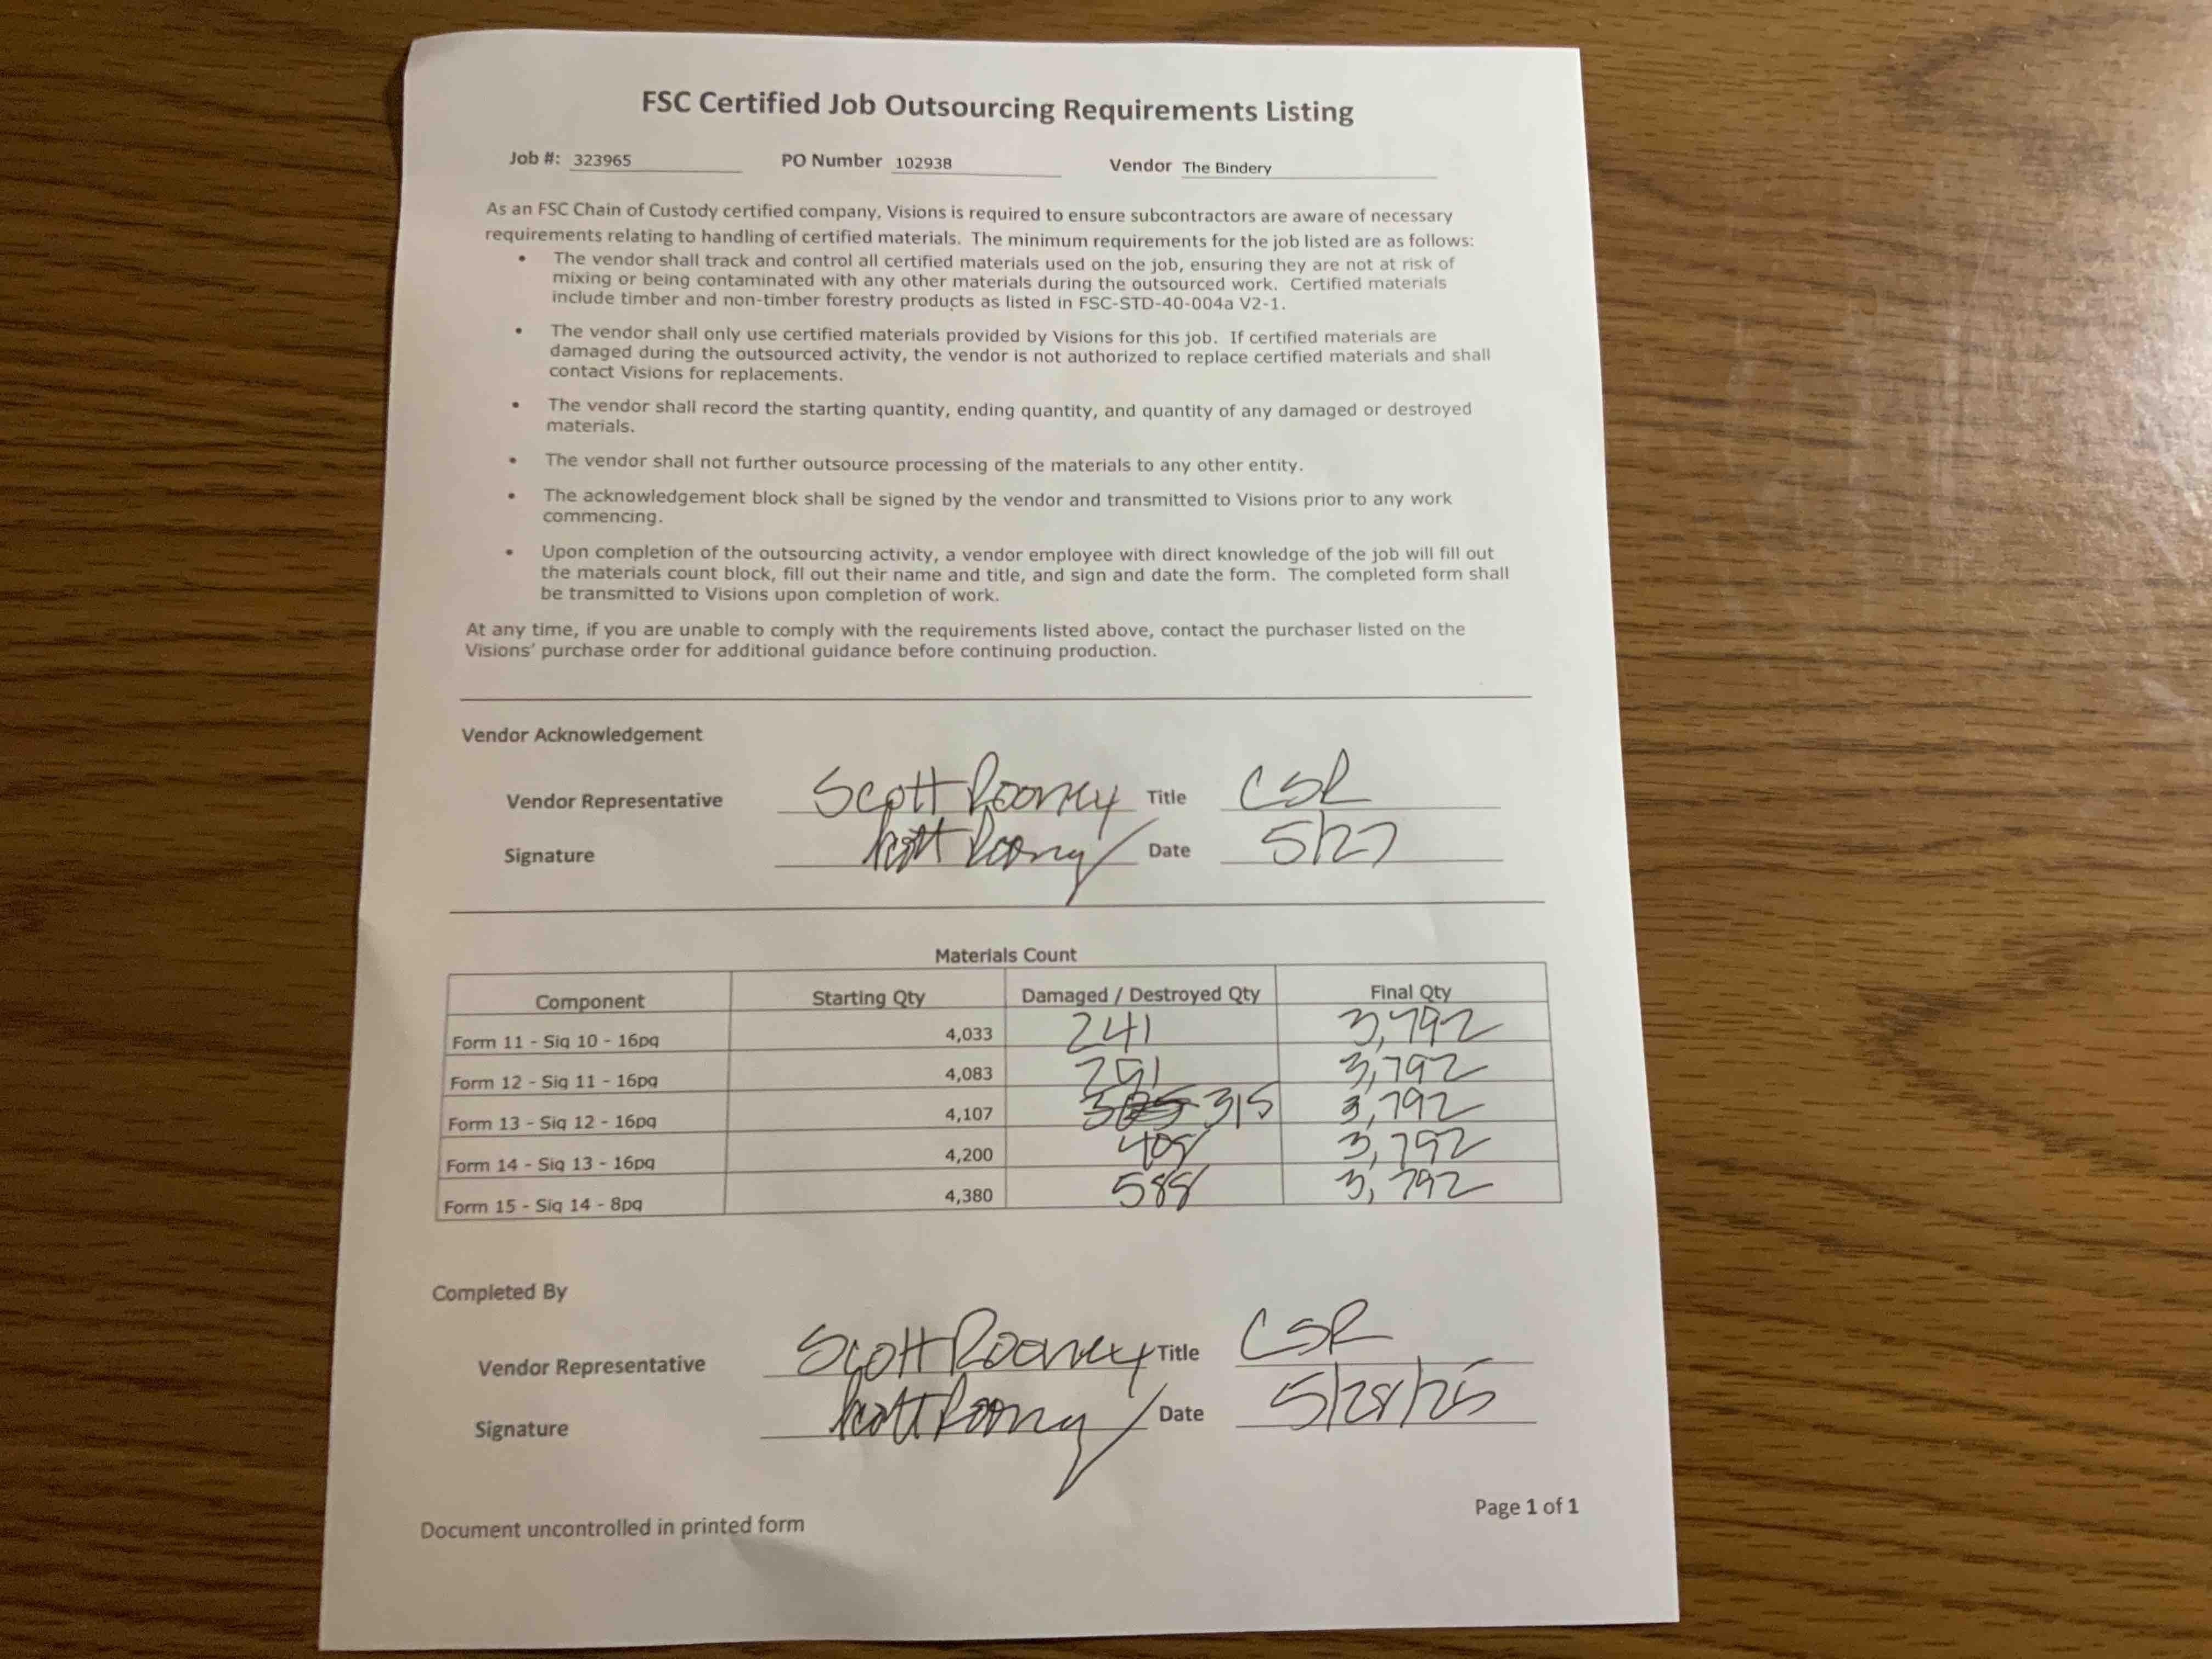 FSC Certified Job Outsourcing Requirements Listing
Job #: 323965 PO Number 102938 Vendor The Bindery
As an FSC Chain of Custody certified company, Visions is required to ensure subcontractors are aware of necessary
requirements relating to handling of certified materials. The minimum requirements for the job listed are as follows:
• The vendor shall track and control all certified materials used on the job, ensuring they are not at risk of
mixing or being contaminated with any other materials during the outsourced work. Certified materials
include timber and non-timber forestry products as listed in FSC-STD-40-004a V2-1.
• The vendor shall only use certified materials provided by Visions for this job. If certified materials are
damaged during the outsourced activity, the vendor is not authorized to replace certified materials and shall
contact Visions for replacements.
• The vendor shall record the starting quantity, ending quantity, and quantity of any damaged or destroyed
materials.
• The vendor shall not further outsource processing of the materials to any other entity.
• The acknowledgement block shall be signed by the vendor and transmitted to Visions prior to any work
commencing.
• Upon completion of the outsourcing activity, a vendor employee with direct knowledge of the job will fill out
the materials count block, fill out their name and title, and sign and date the form. The completed form shall
be transmitted to Visions upon completion of work.
At any time, if you are unable to comply with the requirements listed above, contact the purchaser listed on the
Visions' purchase order for additional guidance before continuing production.
Vendor Acknowledgement
Vendor Representative Scott Rooney Title CSR
Signature Scott Rooney Date 5/27
Materials Count
Component Starting Qty Damaged / Destroyed Qty Final Qty
Form 11 - Sig 10 - 16pg 4,033 241 3,792
Form 12 - Sig 11 - 16pg 4,083 291 3,792
Form 13 - Sig 12 - 16pg 4,107 315 3,792
Form 14 - Sig 13 - 16pg 4,200 408 3,792
Form 15 - Sig 14 - 8pg 4,380 588 3,792
Completed By
Vendor Representative Scott Rooney Title CSR
Signature Scott Rooney Date 5/28/25
Document uncontrolled in printed form
Page 1 of 1